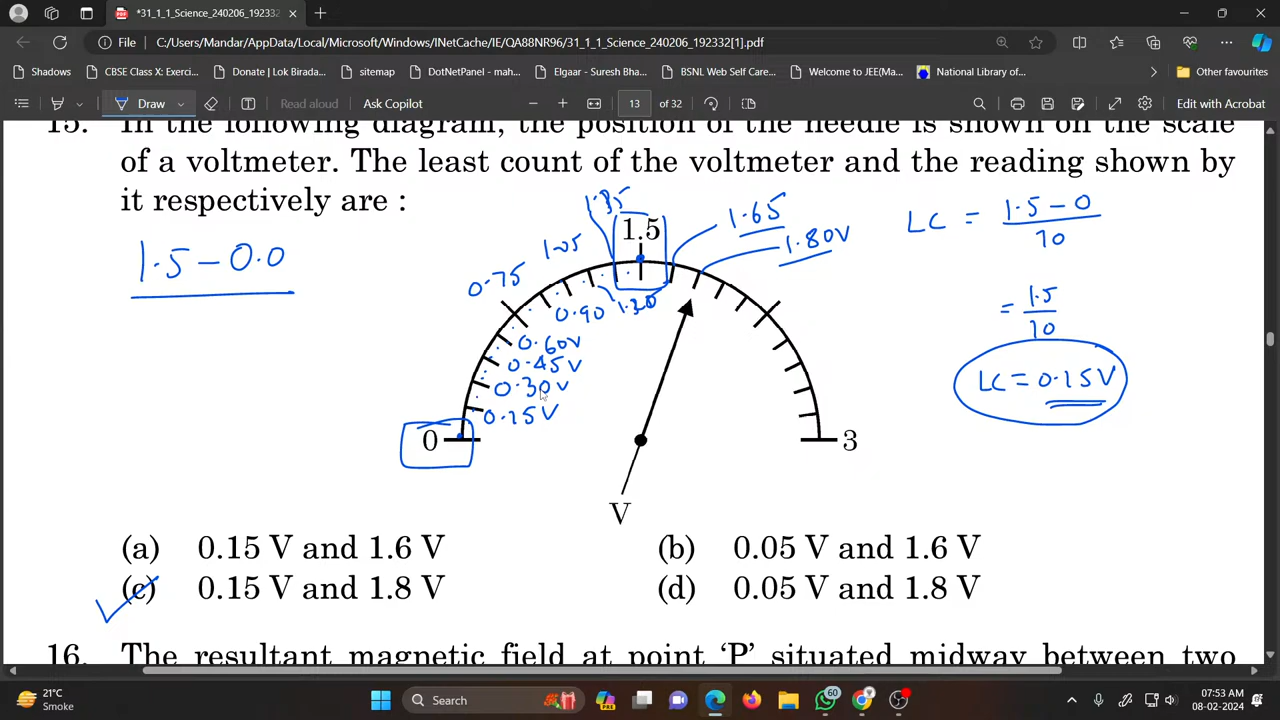 *31_1_1_Science_240206_192332
File
C:/Users/Mandar/AppData/Local/Microsoft/Windows/INetCache/IE/QA88NR96/31_1_1_Science_240206_192332[1].pdf
Shadows
CBSE Class X: Exerci...
Donate | Lok Birada...
sitemap
DotNetPanel - mah...
Elgaar - Suresh Bha...
BSNL Web Self Care...
Welcome to JEE(Ma...
National Library of...
Other favourites
Draw
Read aloud
Ask Copilot
13 of 32
Edit with Acrobat
15. In the following diagram, the position of the needle is shown on the scale
of a voltmeter. The least count of the voltmeter and the reading shown by
it respectively are :
1.5 - 0.0
1.35
1.5
1.65
1.80V
1.05
0.75
0.90
1.20
0.60V
0.45V
0.30V
0.15V
0
3
V
LC = 1.5 - 0
10
= 1.5
10
LC = 0.15V
(a) 0.15 V and 1.6 V
(b) 0.05 V and 1.6 V
(c) 0.15 V and 1.8 V
(d) 0.05 V and 1.8 V
16. The resultant magnetic field at point ‘P’ situated midway between two
21°C
Smoke
Search
60
07:53 AM
08-02-2024